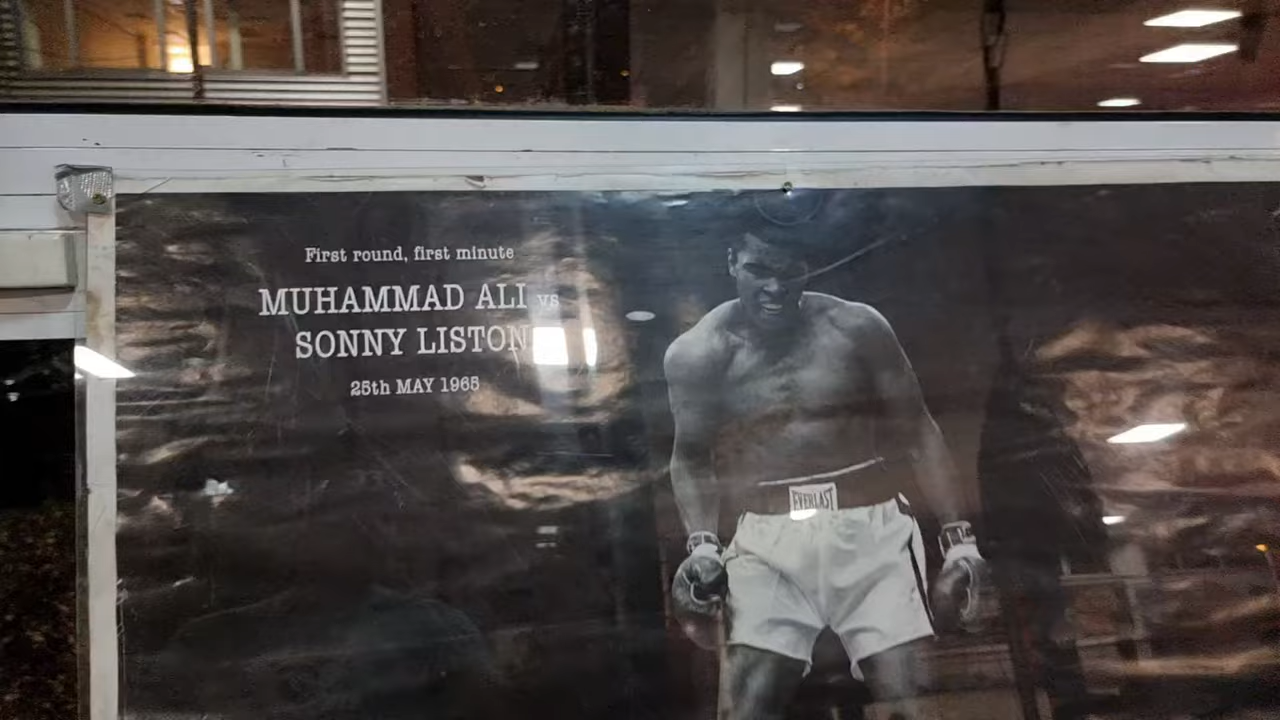 First round, first minute
MUHAMMAD ALI vs
SONNY LISTON
25th MAY 1965
EVERLAST